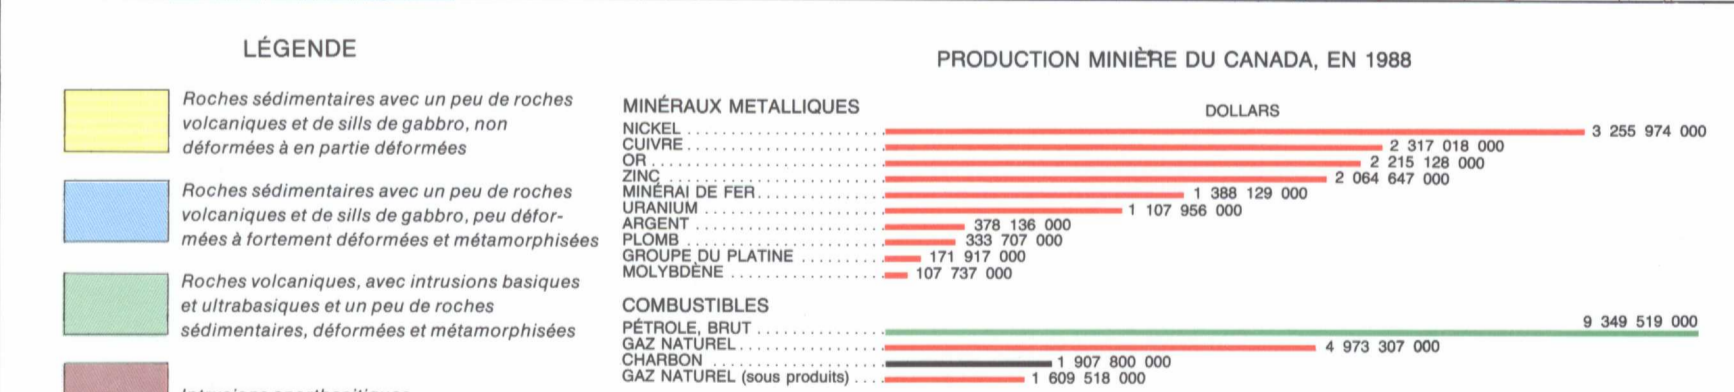 LÉGENDE
Roches sédimentaires avec un peu de roches
volcaniques et de sills de gabbro, non
déformées à en partie déformées
Roches sédimentaires avec un peu de roches
volcaniques et de sills de gabbro, peu défor-
mées à fortement déformées et métamorphisées
Roches volcaniques, avec intrusions basiques
et ultrabasiques et un peu de roches
sédimentaires, déformées et métamorphisées
PRODUCTION MINIÈRE DU CANADA, EN 1988
MINÉRAUX METALLIQUES
DOLLARS
NICKEL 3 255 974 000
CUIVRE 2 317 018 000
OR 2 215 128 000
ZINC 2 064 647 000
MINÉRAI DE FER 1 388 129 000
URANIUM 1 107 956 000
ARGENT 378 136 000
PLOMB 333 707 000
GROUPE DU PLATINE 171 917 000
MOLYBDÈNE 107 737 000
COMBUSTIBLES
PÉTROLE, BRUT 9 349 519 000
GAZ NATUREL 4 973 307 000
CHARBON 1 907 800 000
GAZ NATUREL (sous produits) 1 609 518 000